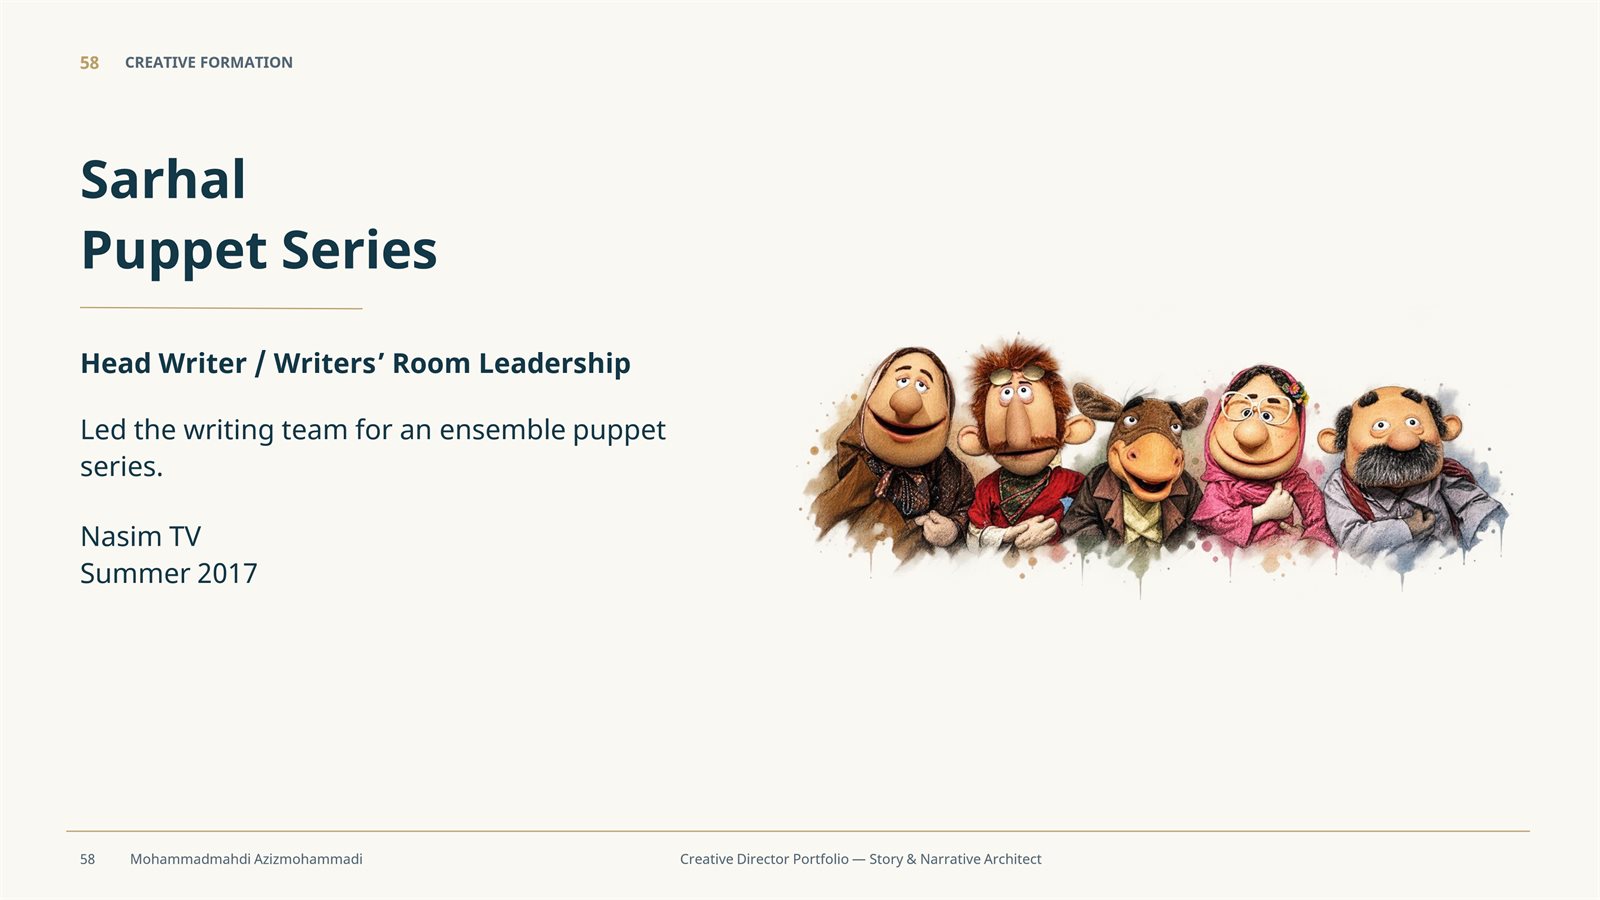 58 CREATIVE FORMATION
Sarhal
Puppet Series
Head Writer / Writers’ Room Leadership
Led the writing team for an ensemble puppet
series.
Nasim TV
Summer 2017
58 Mohammadmahdi Azizmohammadi Creative Director Portfolio — Story & Narrative Architect